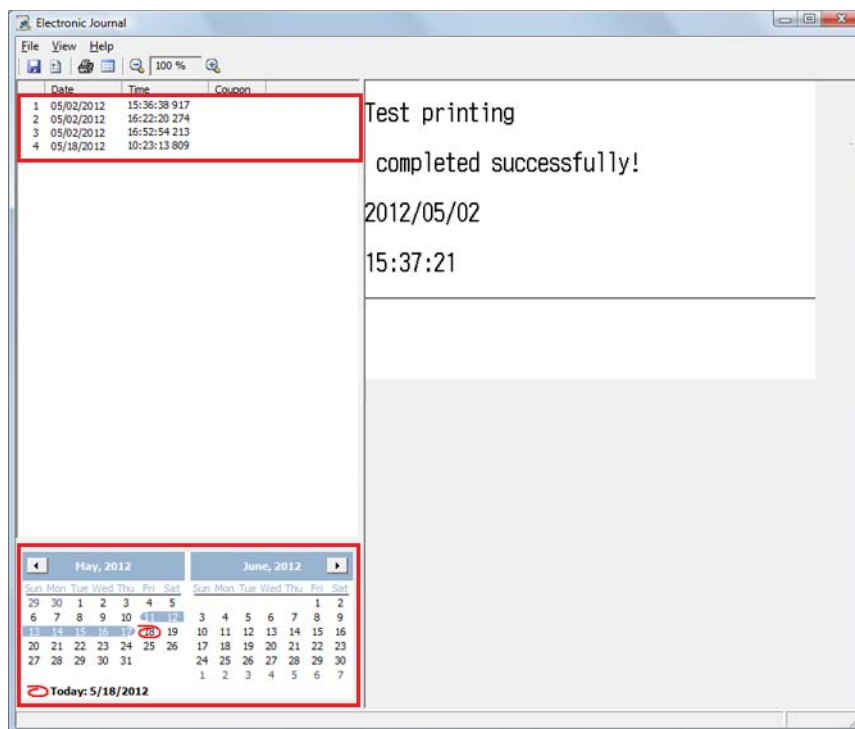 Electronic Journal
File View Help
100 %
Date Time Coupon
1 05/02/2012 15:36:38 917
2 05/02/2012 16:22:20 274
3 05/02/2012 16:52:54 213
4 05/18/2012 10:23:13 809
Test printing
completed successfully!
2012/05/02
15:37:21
May, 2012
Sun Mon Tue Wed Thu Fri Sat
29 30 1 2 3 4 5
6 7 8 9 10 11 12
13 14 15 16 17 18 19
20 21 22 23 24 25 26
27 28 29 30 31
June, 2012
Sun Mon Tue Wed Thu Fri Sat
1 2
3 4 5 6 7 8 9
10 11 12 13 14 15 16
17 18 19 20 21 22 23
24 25 26 27 28 29 30
1 2 3 4 5 6 7
Today: 5/18/2012